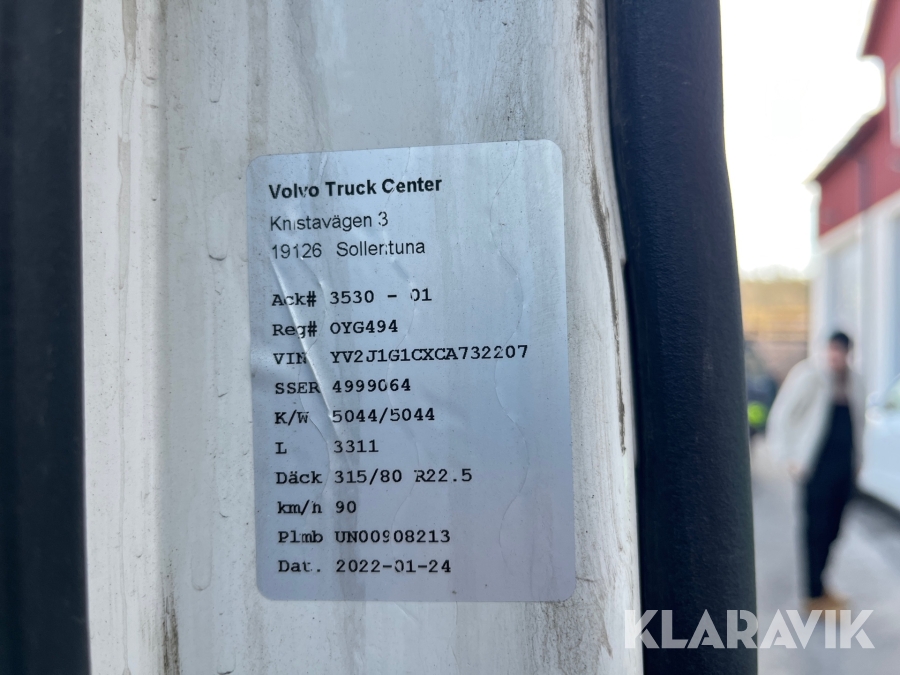 Volvo Truck Center
Knistavägen 3
19126 Sollentuna
Ack# 3530 - 01
Reg# OYG494
VIN YV2J1G1CXCA732207
SSER 4999064
K/W 5044/5044
L 3311
Däck 315/80 R22.5
km/h 90
Plmb UN00908213
Dat. 2022-01-24
KLARAVIK